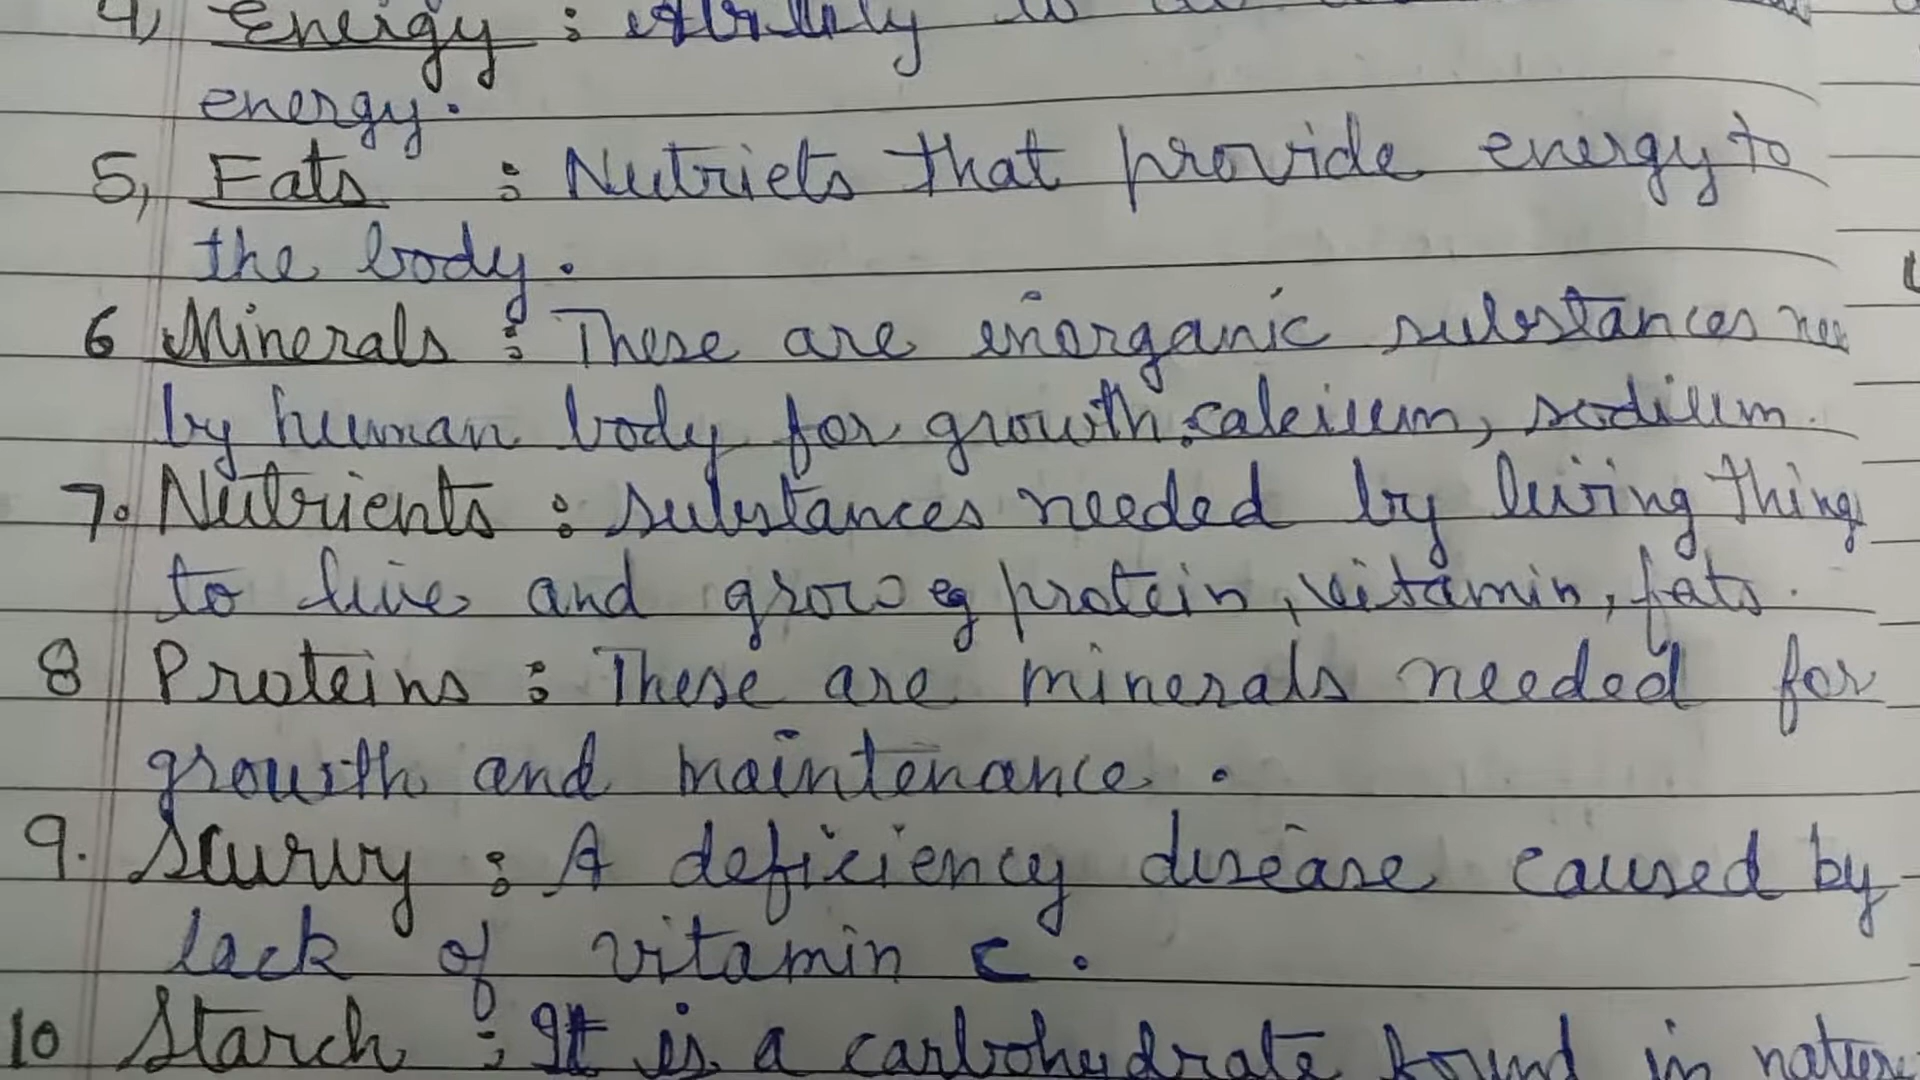 4, Energy :
energy.
5, Fats : Nutriets that provide energy to
the body.
6 Minerals : These are inorganic substances
by human body for growth. calcium, sodium.
7. Nutrients : substances needed by living things
to live and grow eg protein, vitamin, fats.
8 Proteins : These are minerals needed for
growth and maintenance.
9. Scurvy : A deficiency disease caused by
lack of vitamin C.
10 Starch : It is a carbohydrate found in nature